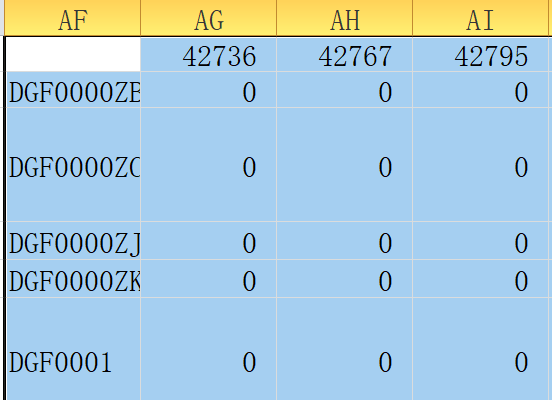 AF AG AH AI
42736 42767 42795
DGF0000ZB 0 0 0
DGF0000ZC 0 0 0
DGF0000ZJ 0 0 0
DGF0000ZK 0 0 0
DGF0001 0 0 0